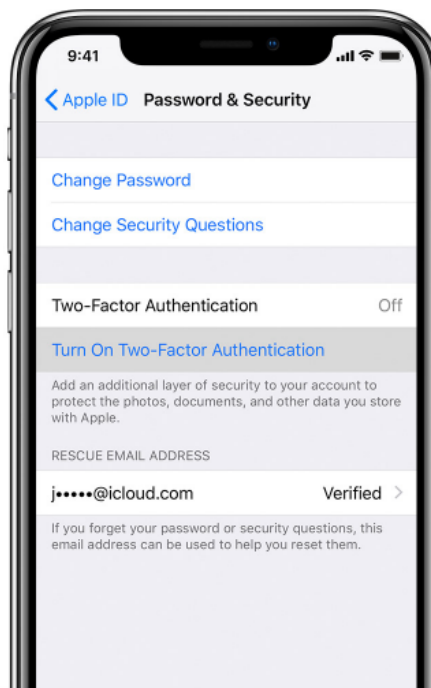 9:41
Apple ID Password & Security
Change Password
Change Security Questions
Two-Factor Authentication Off
Turn On Two-Factor Authentication
Add an additional layer of security to your account to
protect the photos, documents, and other data you store
with Apple.
RESCUE EMAIL ADDRESS
j•••••@icloud.com Verified
If you forget your password or security questions, this
email address can be used to help you reset them.